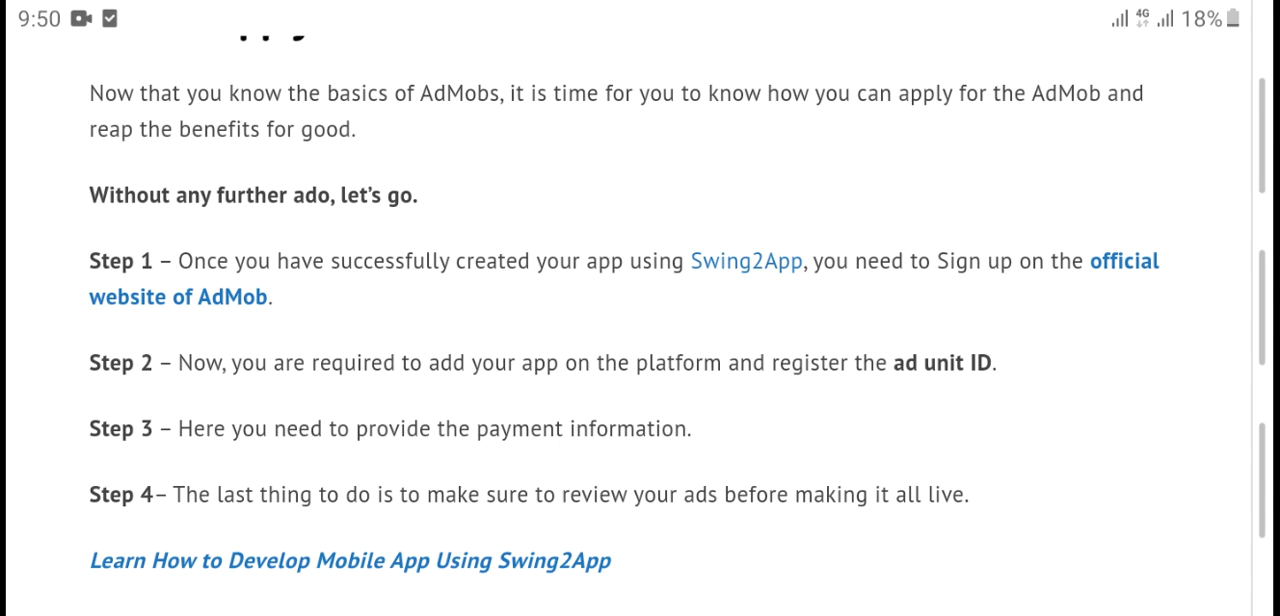 9:50
4G
18%
Now that you know the basics of AdMobs, it is time for you to know how you can apply for the AdMob and
reap the benefits for good.
Without any further ado, let’s go.
Step 1 – Once you have successfully created your app using Swing2App, you need to Sign up on the official
website of AdMob.
Step 2 – Now, you are required to add your app on the platform and register the ad unit ID.
Step 3 – Here you need to provide the payment information.
Step 4– The last thing to do is to make sure to review your ads before making it all live.
Learn How to Develop Mobile App Using Swing2App